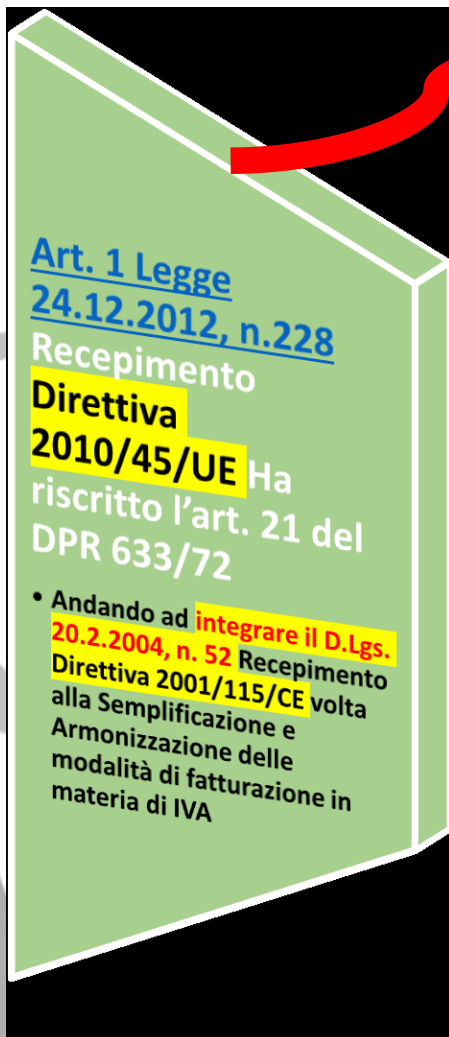 Art. 1 Legge
24.12.2012, n.228
Recepimento
Direttiva
2010/45/UE Ha
riscritto l’art. 21 del
DPR 633/72
• Andando ad integrare il D.Lgs.
20.2.2004, n. 52 Recepimento
Direttiva 2001/115/CE volta
alla Semplificazione e
Armonizzazione delle
modalità di fatturazione in
materia di IVA